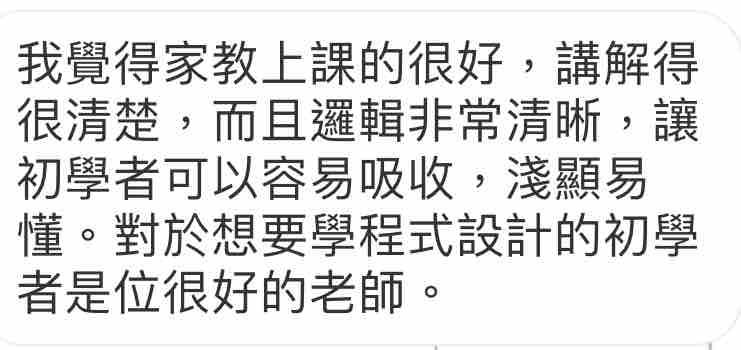 我覺得家教上課的很好，講解得
很清楚，而且邏輯非常清晰，讓
初學者可以容易吸收，淺顯易
懂。對於想要學程式設計的初學
者是位很好的老師。